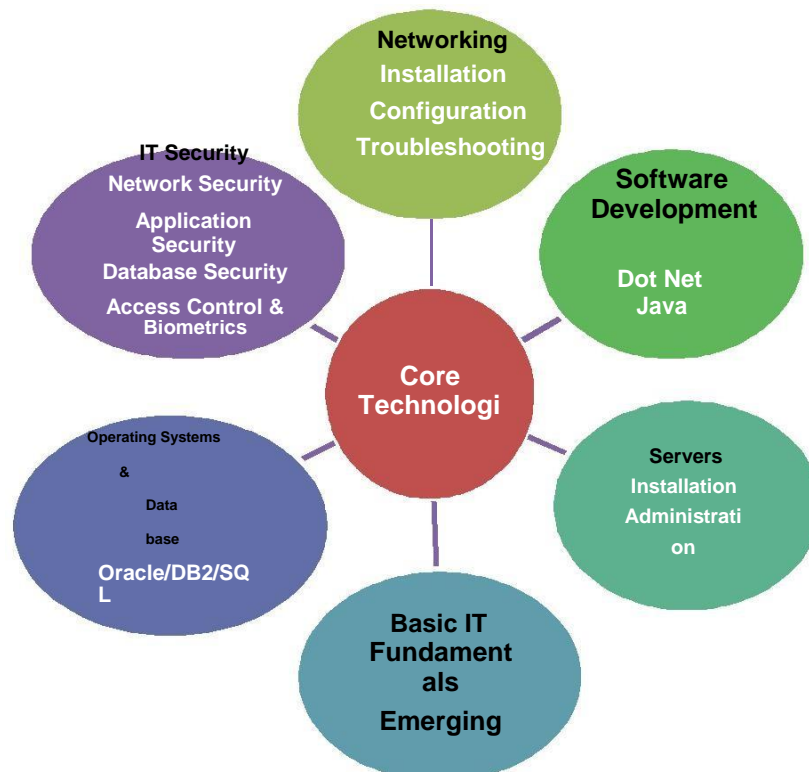 Networking
Installation
Configuration
Troubleshooting
IT Security
Network Security
Application
Security
Database Security
Access Control &
Biometrics
Software
Development
Dot Net
Java
Core
Technologi
Operating Systems
&
Data
base
Oracle/DB2/SQ
L
Servers
Installation
Administrati
on
Basic IT
Fundament
als
Emerging